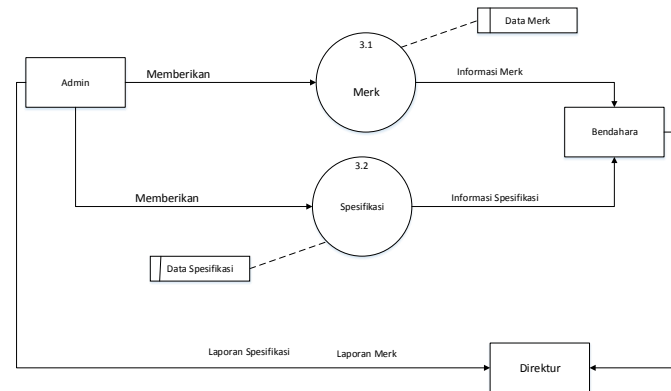 Data Merk
3.1
Admin
Memberikan
Merk
Informasi Merk
Bendahara
3.2
Memberikan
Spesifikasi
Informasi Spesifikasi
Data Spesifikasi
Laporan Spesifikasi
Laporan Merk
Direktur